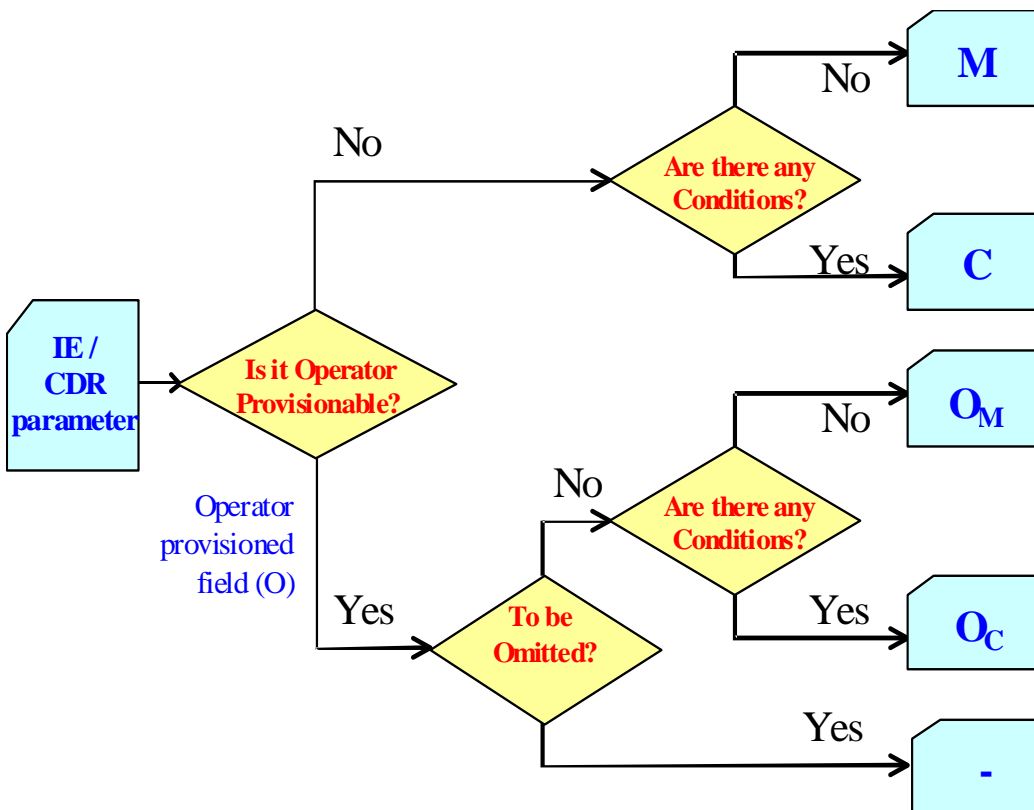 M
No
No
Are there any
Conditions?
Yes
C
IE /
CDR
parameter
Is it Operator
Provisionable?
OM
No
Operator
provisioned
field (O)
No
Are there any
Conditions?
Yes
To be
Omitted?
Yes
OC
Yes
-